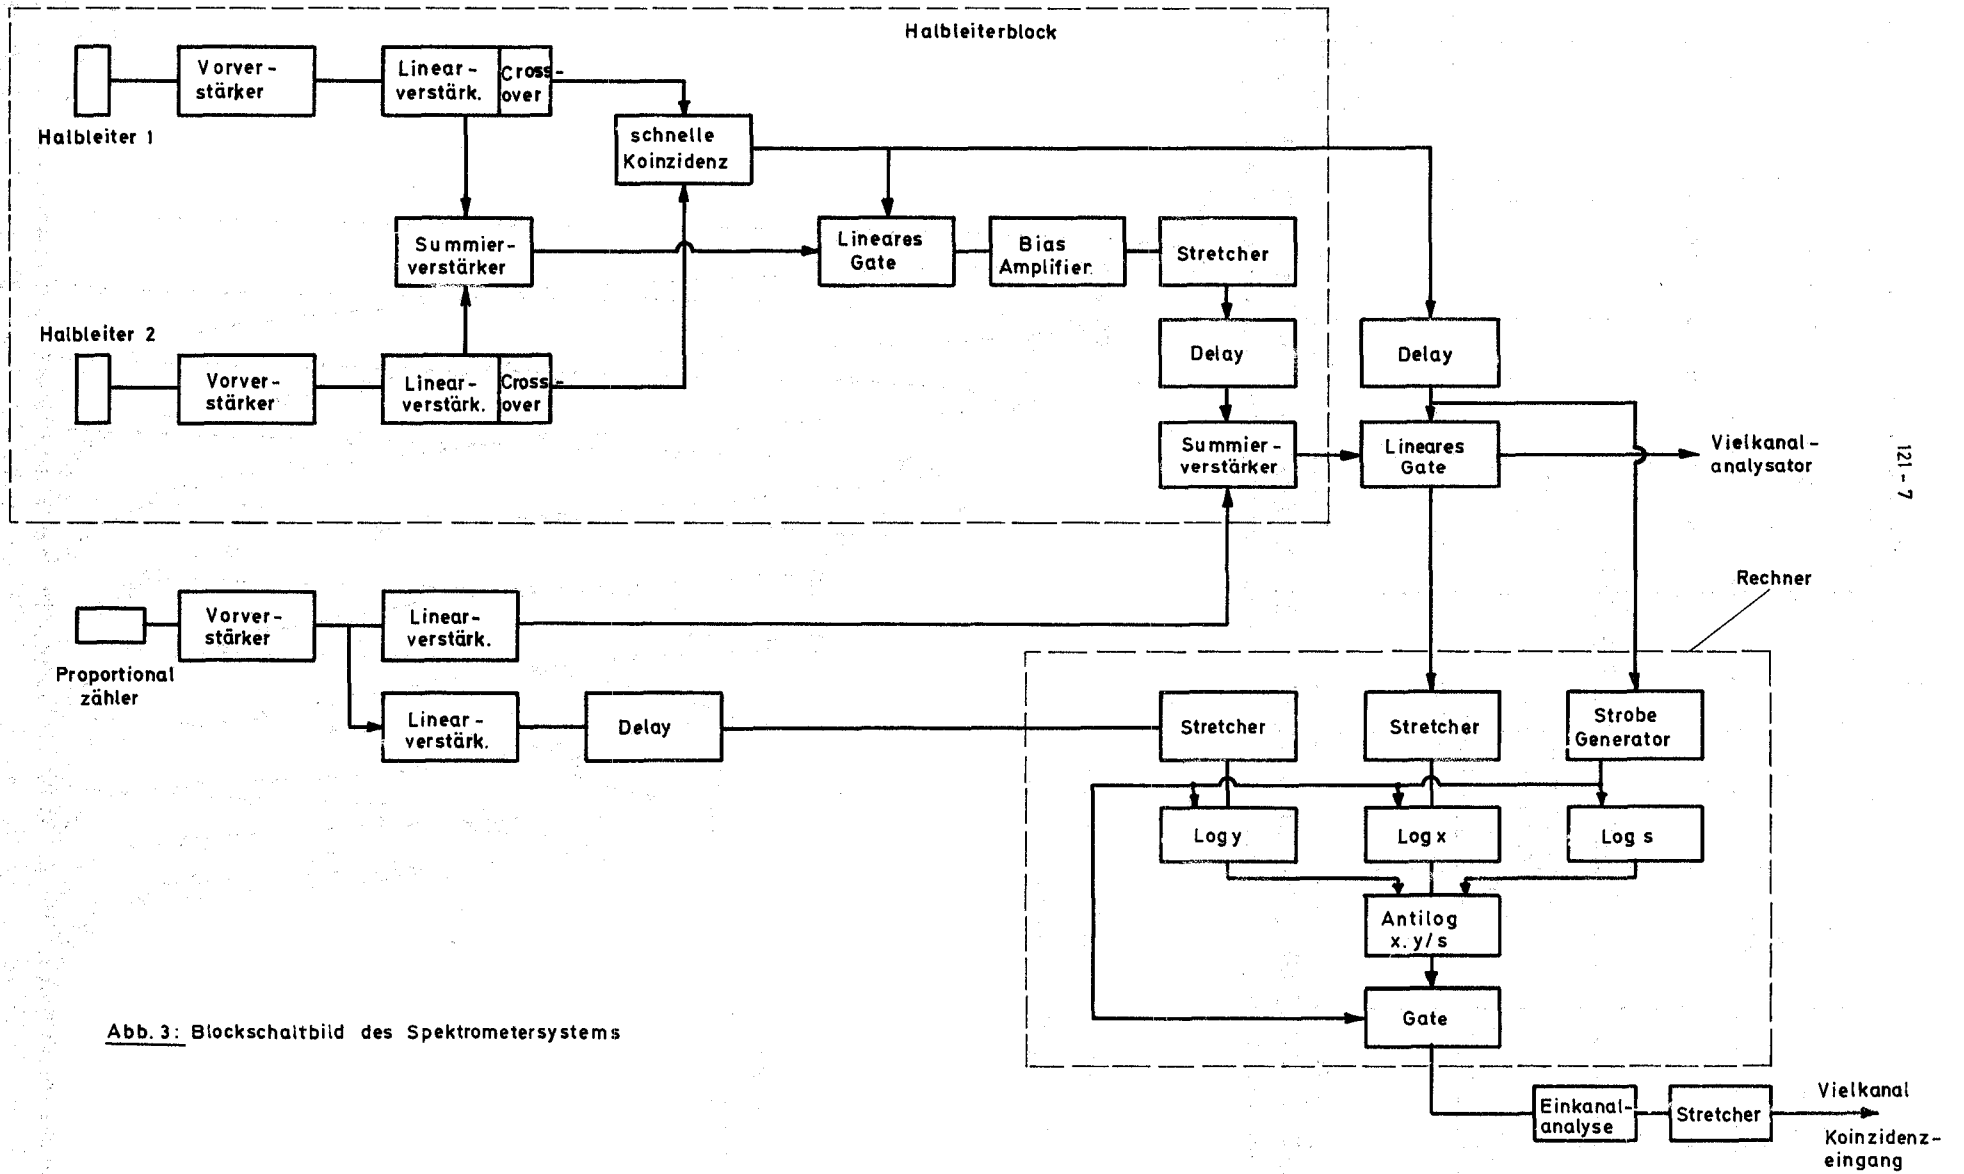 Halbleiterblock
Vorver-
stärker
Linear-
verstärk.
Cross-
over
Halbleiter 1
schnelle
Koinzidenz
Summier-
verstärker
Lineares
Gate
Bias
Amplifier.
Stretcher
Halbleiter 2
Vorver-
stärker
Linear-
verstärk.
Cross-
over
Delay
Delay
Summier-
verstärker
Lineares
Gate
Vielkanal-
analysator
121-7
Rechner
Vorver-
stärker
Linear-
verstärk.
Proportional
zähler
Linear-
verstärk.
Delay
Stretcher
Stretcher
Strobe
Generator
Log y
Log x
Log s
Antilog
x.y/s
Gate
Abb. 3: Blockschaltbild des Spektrometersystems
Einkanal-
analyse
Stretcher
Vielkanal
Koinzidenz-
eingang